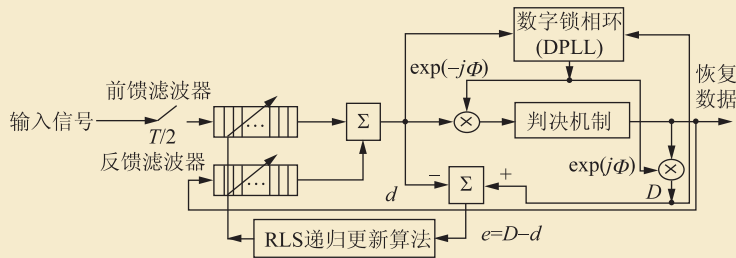 数字锁相环
(DPLL)
exp(−jΦ)
恢复
数据
前馈滤波器
输入信号
T/2
...
Σ
×
判决机制
反馈滤波器
...
exp(jΦ)
×
d
−
Σ
+
D
RLS递归更新算法
e=D−d